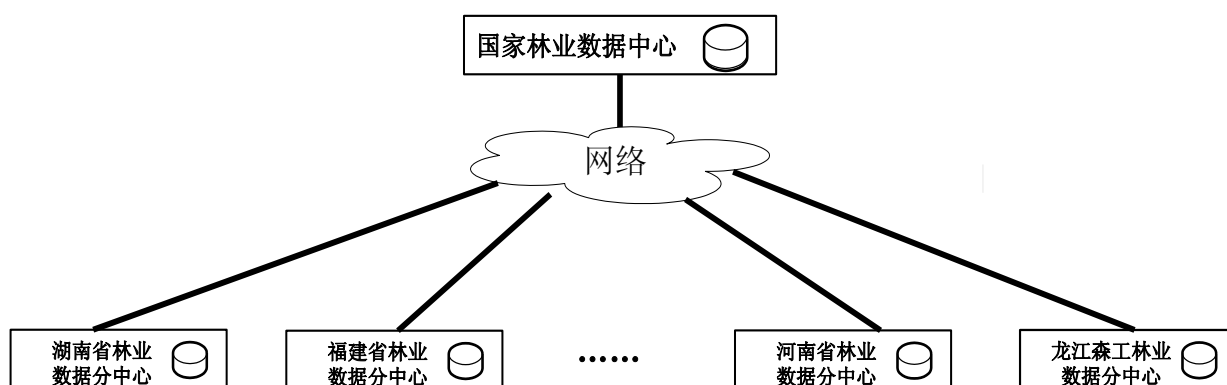 国家林业数据中心
网络
湖南省林业
数据分中心
福建省林业
数据分中心
……
河南省林业
数据分中心
龙江森工林业
数据分中心